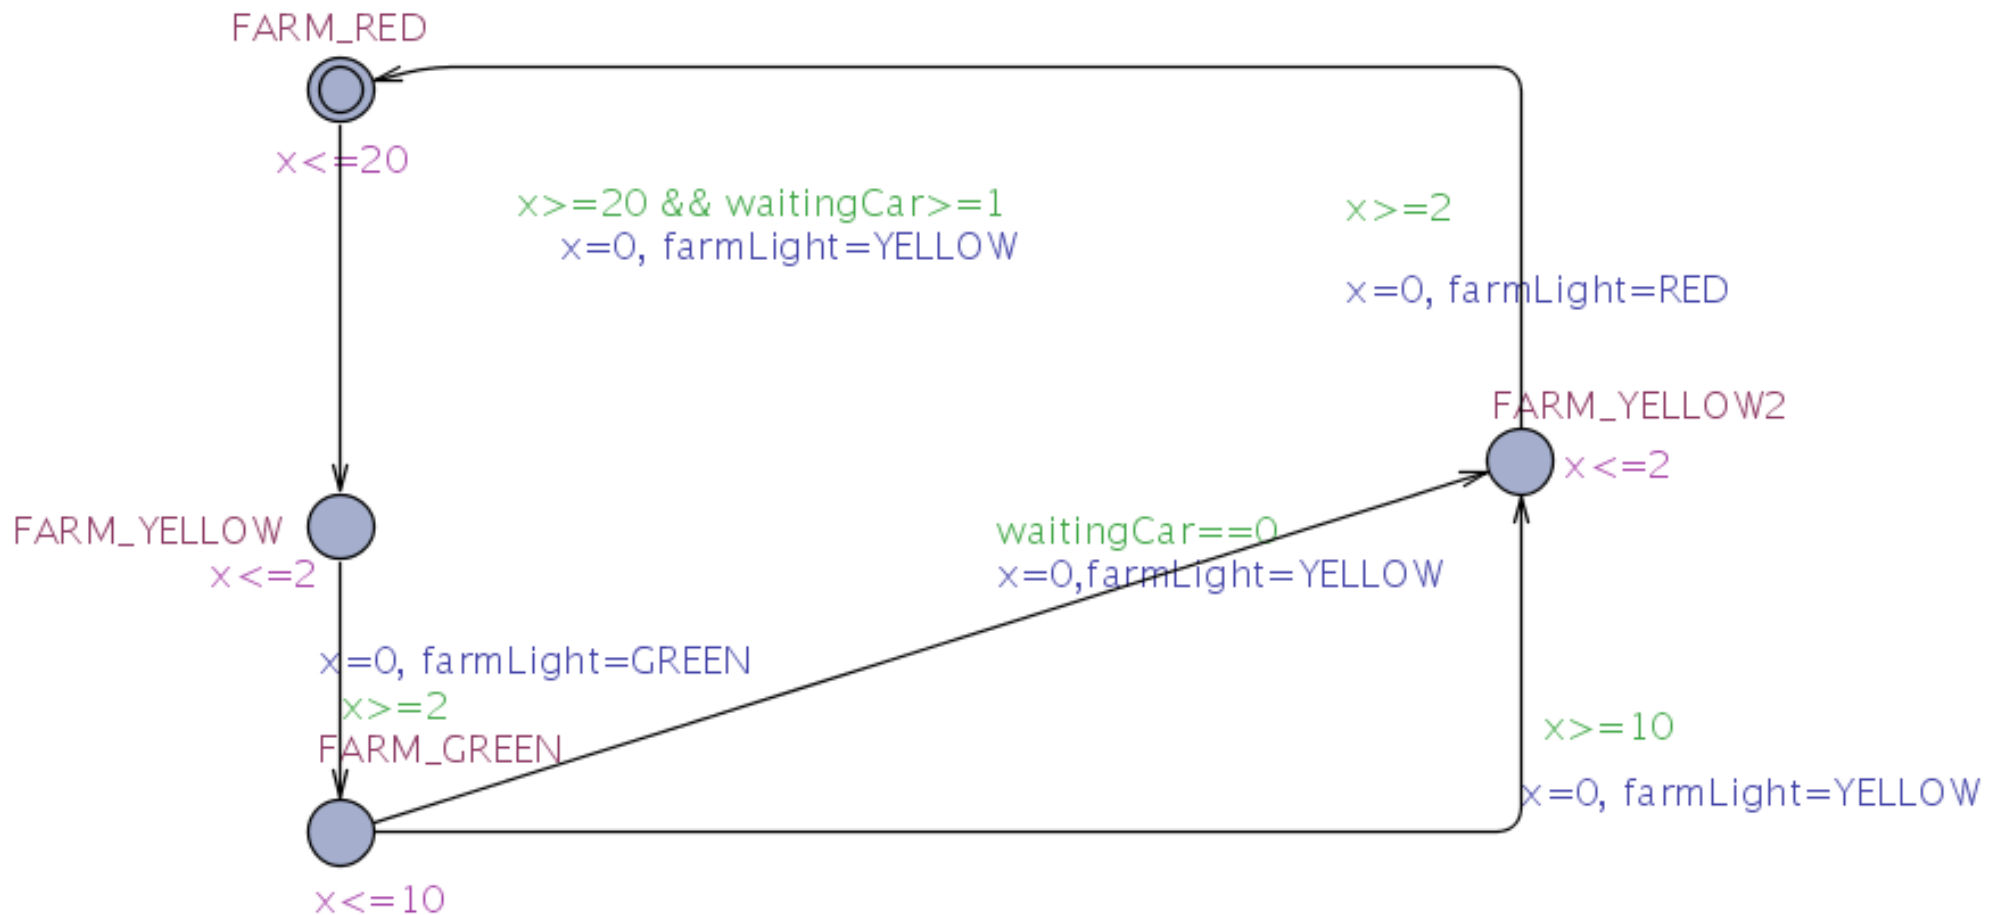 FARM_RED
x<=20
x>=20 && waitingCar>=1
x=0, farmLight=YELLOW
x>=2
x=0, farmLight=RED
FARM_YELLOW2
x<=2
FARM_YELLOW
x<=2
waitingCar==0
x=0,farmLight=YELLOW
x=0, farmLight=GREEN
x>=2
FARM_GREEN
x>=10
x=0, farmLight=YELLOW
x<=10